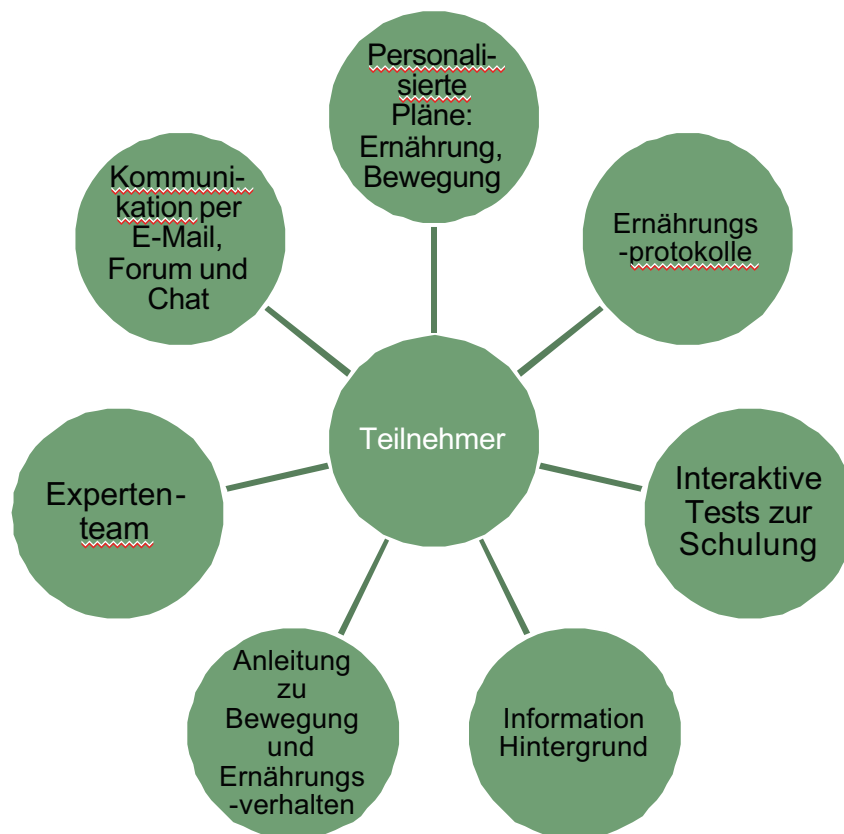 Personali-
sierte
Pläne:
Ernährung,
Bewegung
Ernährungs
-protokolle
Interaktive
Tests zur
Schulung
Information
Hintergrund
Anleitung
zu
Bewegung
und
Ernährungs
-verhalten
Experten-
team
Kommuni-
kation per
E-Mail,
Forum und
Chat
Teilnehmer